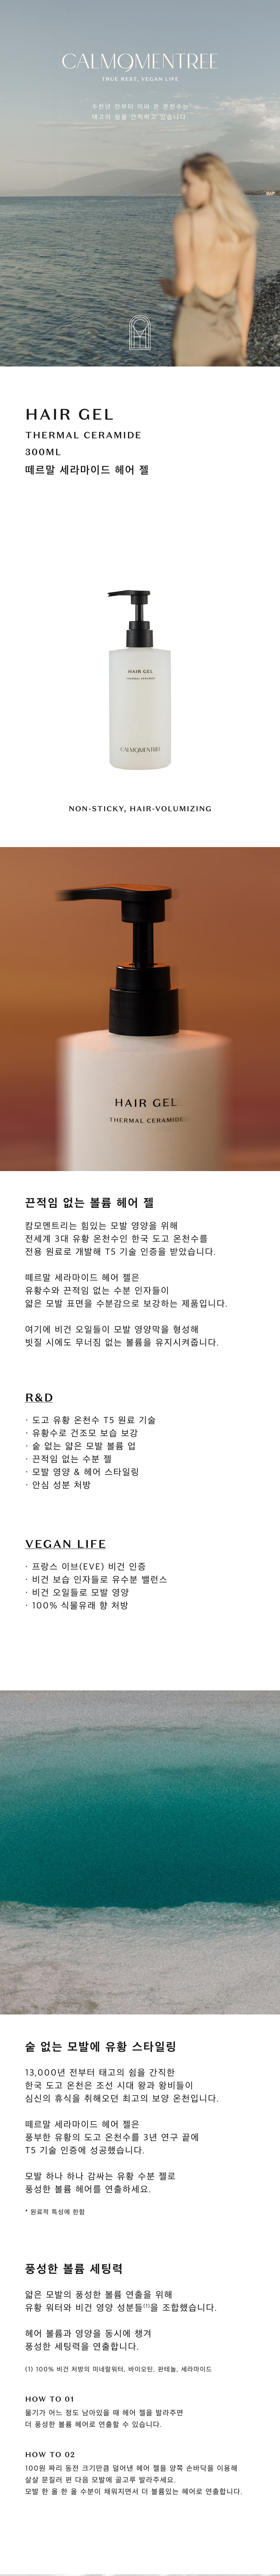 CALMOMENTREE
TRUE REST, VEGAN LIFE
수천년 전부터 이미 온 온천수는
태고의 쉼을 간직하고 있습니다
HAIR GEL
THERMAL CERAMIDE
300ML
떼르말 세라마이드 헤어 젤
HAIR GEL
THERMAL CERAMIDE
CALMOMENTREE
NON-STICKY, HAIR-VOLUMIZING
HAIR GEL
THERMAL CERAMIDE
끈적임 없는 볼륨 헤어 젤
캄모멘트리는 힘있는 모발 영양을 위해
전세계 3대 유황 온천수인 한국 도고 온천수를
전용 원료로 개발해 T5 기술 인증을 받았습니다.
떼르말 세라마이드 헤어 젤은
유황수와 끈적임 없는 수분 인자들이
얇은 모발 표면을 수분감으로 보강하는 제품입니다.
여기에 비건 오일들이 모발 영양막을 형성해
빗질 시에도 무너짐 없는 볼륨을 유지시켜줍니다.
R&D
· 도고 유황 온천수 T5 원료 기술
· 유황수로 건조모 보습 보강
· 숱 없는 얇은 모발 볼륨 업
· 끈적임 없는 수분 젤
· 모발 영양 & 헤어 스타일링
· 안심 성분 처방
VEGAN LIFE
· 프랑스 이브(EVE) 비건 인증
· 비건 보습 인자들로 유수분 밸런스
· 비건 오일들로 모발 영양
· 100% 식물유래 향 처방
숱 없는 모발에 유황 스타일링
13,000년 전부터 태고의 쉼을 간직한
한국 도고 온천은 조선 시대 왕과 왕비들이
심신의 휴식을 취해오던 최고의 보양 온천입니다.
떼르말 세라마이드 헤어 젤은
풍부한 유황의 도고 온천수를 3년 연구 끝에
T5 기술 인증에 성공했습니다.
모발 하나 하나 감싸는 유황 수분 젤로
풍성한 볼륨 헤어를 연출하세요.
* 원료적 특성에 한함
풍성한 볼륨 세팅력
얇은 모발의 풍성한 볼륨 연출을 위해
유황 워터와 비건 영양 성분들(1)을 조합했습니다.
헤어 볼륨과 영양을 동시에 챙겨
풍성한 세팅력을 연출합니다.
(1) 100% 비건 처방의 미네랄워터, 바이오틴, 판테놀, 세라마이드
HOW TO 01
물기가 어느 정도 남아있을 때 헤어 젤을 발라주면
더 풍성한 볼륨 헤어로 연출할 수 있습니다.
HOW TO 02
100원 짜리 동전 크기만큼 덜어낸 헤어 젤을 양쪽 손바닥을 이용해
살살 문질러 편 다음 모발에 골고루 발라주세요.
모발 한 올 한 올 수분이 채워지면서 더 볼륨있는 헤어로 연출합니다.